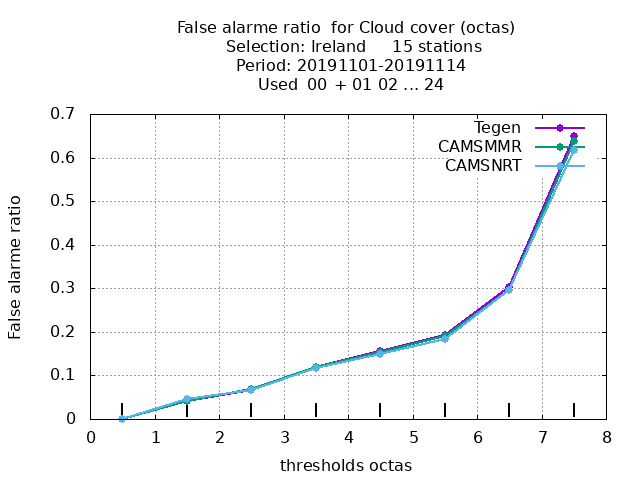 False alarme ratio  for Cloud cover (octas)
Selection: Ireland     15 stations
Period: 20191101-20191114
Used  00 + 01 02 ... 24
0.7
0.6
0.5
0.4
0.3
0.2
0.1
0
False alarme ratio
Tegen
CAMSMMR
CAMSNRT
0 1 2 3 4 5 6 7 8
thresholds octas